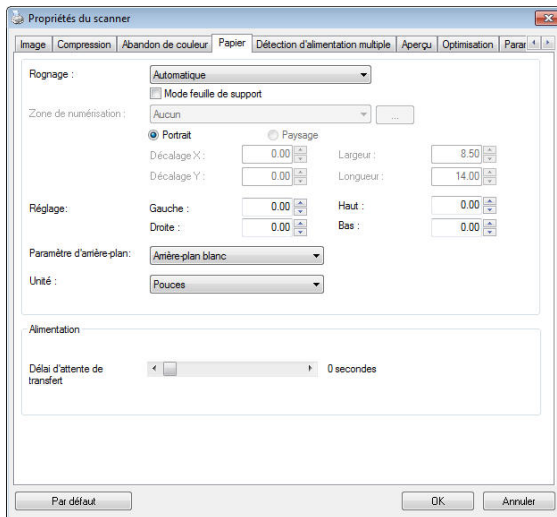 Propriétés du scanner
Image Compression Abandon de couleur Papier Détection d'alimentation multiple Aperçu Optimisation Parar
Rognage : Automatique
Mode feuille de support
Zone de numérisation : Aucun ...
Portrait Paysage
Décalage X : 0.00 Largeur : 8.50
Décalage Y : 0.00 Longueur : 14.00
Réglage: Gauche : 0.00 Haut : 0.00
Droite : 0.00 Bas : 0.00
Paramètre d'arrière-plan: Arrière-plan blanc
Unité : Pouces
Alimentation
Délai d'attente de 0 secondes
transfert
Par défaut OK Annuler